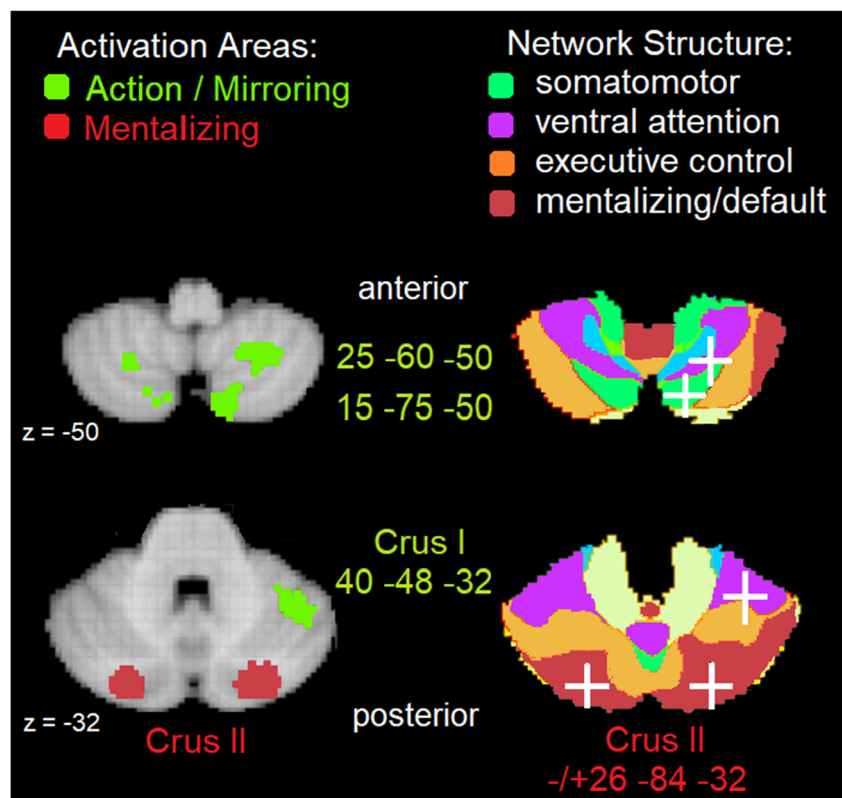 Activation Areas:
Action / Mirroring
Mentalizing
Network Structure:
somatomotor
ventral attention
executive control
mentalizing/default
anterior
25 -60 -50
15 -75 -50
z = -50
Crus I
40 -48 -32
posterior
z = -32
Crus II
Crus II
-/+26 -84 -32